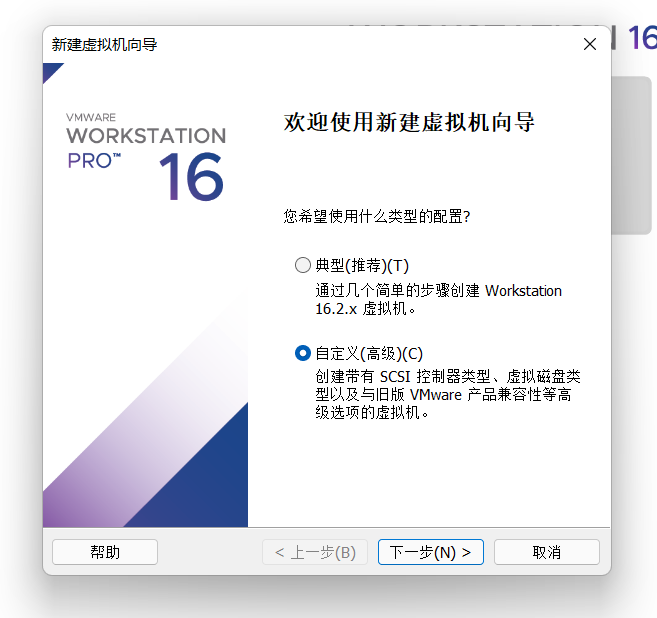 新建虚拟机向导
16
VMWARE
WORKSTATION
PRO™ 16
欢迎使用新建虚拟机向导
您希望使用什么类型的配置?
典型(推荐)(T)
通过几个简单的步骤创建 Workstation
16.2.x 虚拟机。
自定义(高级)(C)
创建带有 SCSI 控制器类型、虚拟磁盘类
型以及与旧版 VMware 产品兼容性等高
级选项的虚拟机。
帮助
< 上一步(B)
下一步(N) >
取消